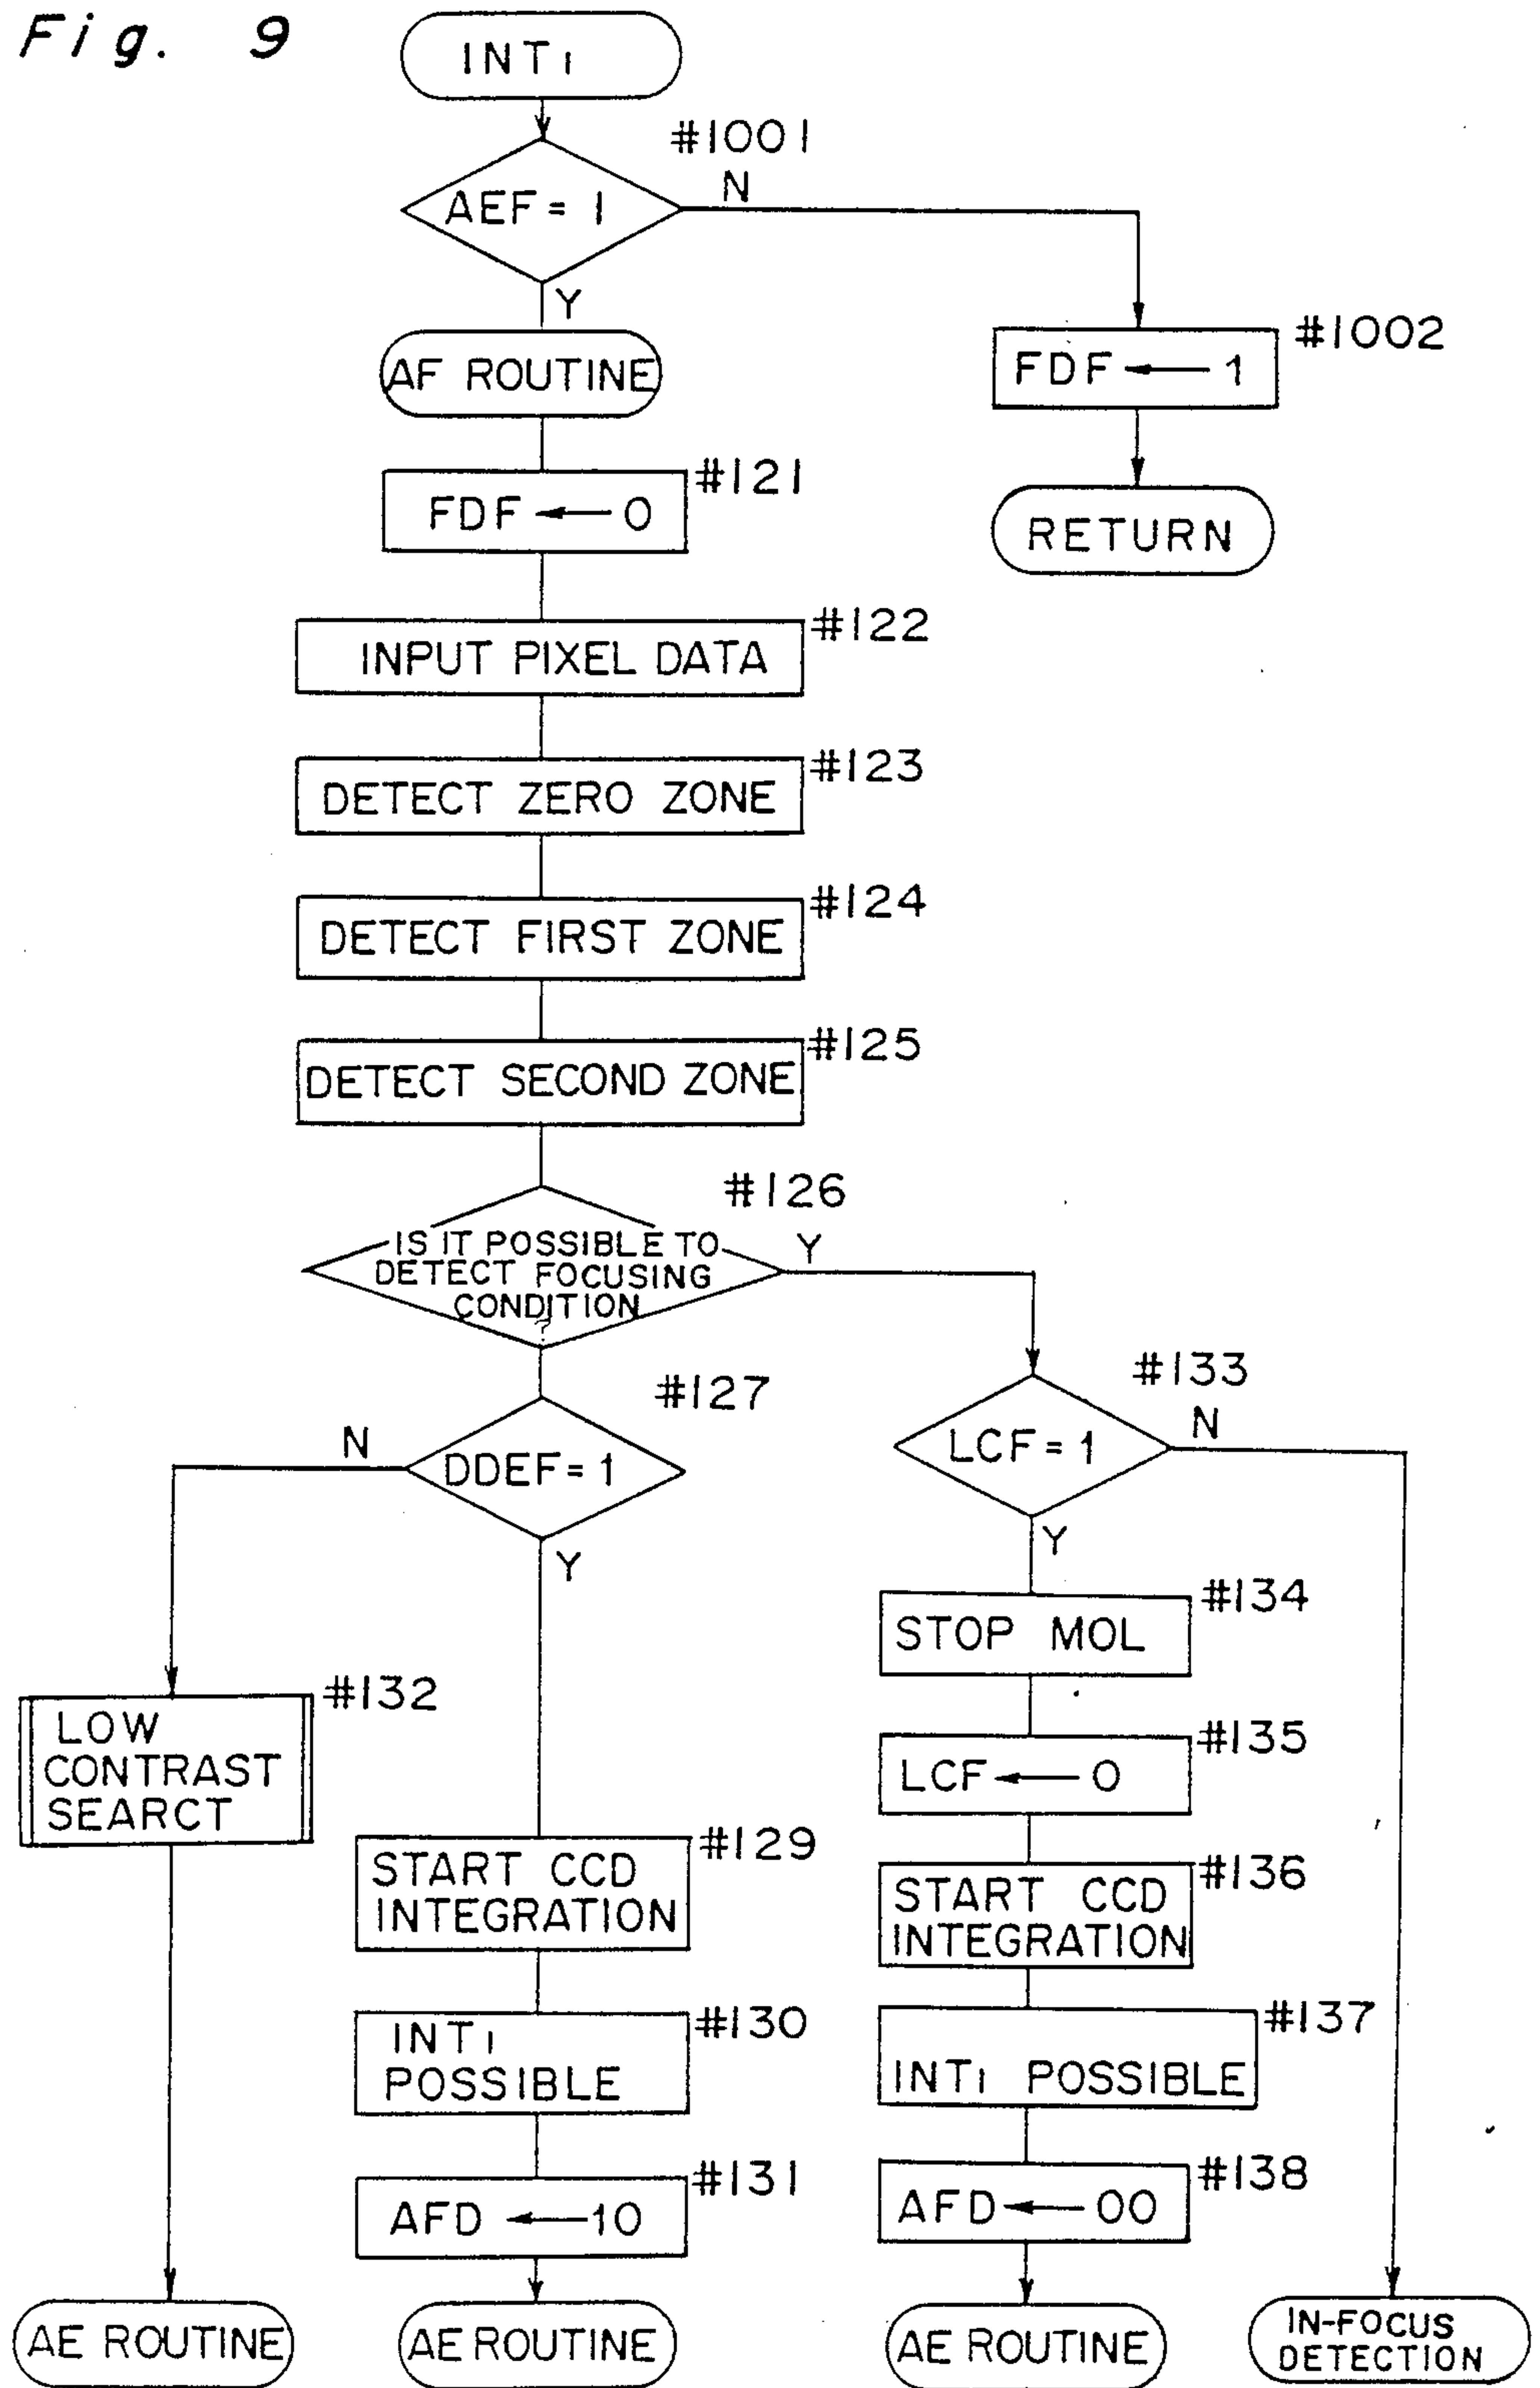 Fig. 9
INT1
#1001
AEF = 1
N
Y
AF ROUTINE
#1002
FDF ← 1
RETURN
#121
FDF ← 0
#122
INPUT PIXEL DATA
#123
DETECT ZERO ZONE
#124
DETECT FIRST ZONE
#125
DETECT SECOND ZONE
#126
IS IT POSSIBLE TO
DETECT FOCUSING
CONDITION
?
Y
#127
DDEF = 1
N
Y
#133
LCF = 1
N
Y
#134
STOP MOL
#132
LOW
CONTRAST
SEARCT
#135
LCF ← 0
#129
START CCD
INTEGRATION
#136
START CCD
INTEGRATION
#130
INT1
POSSIBLE
#137
INT1 POSSIBLE
#131
AFD ← 10
#138
AFD ← 00
AE ROUTINE
AE ROUTINE
AE ROUTINE
IN-FOCUS
DETECTION